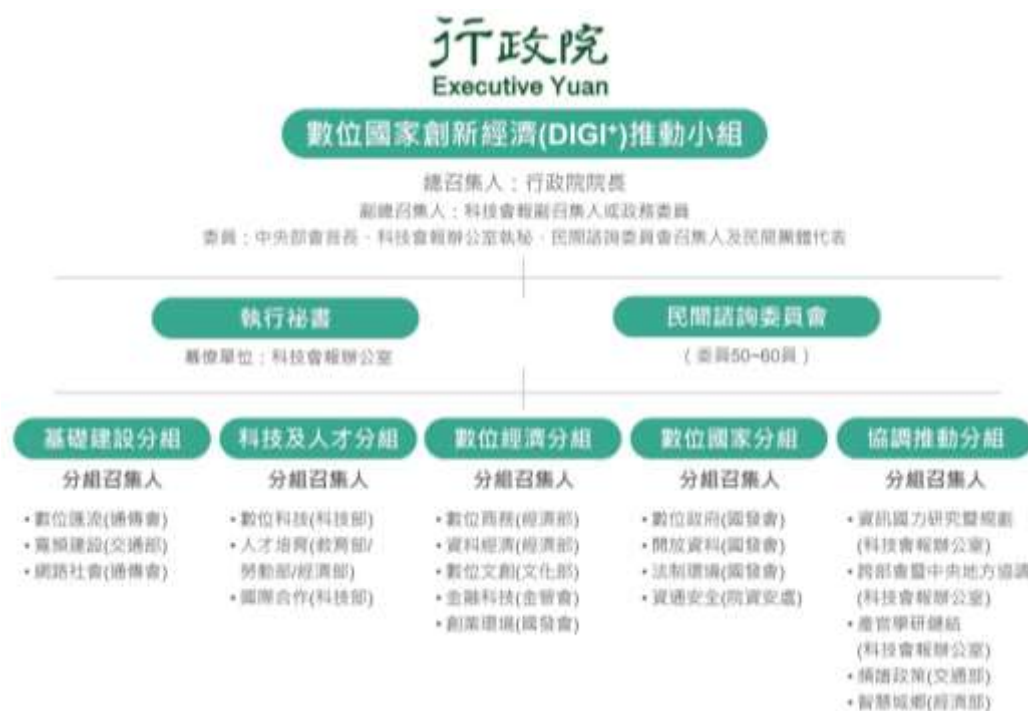 行政院
Executive Yuan
數位國家創新經濟(DIGI⁺)推動小組
總召集人：行政院院長
副總召集人：科技會報副召集人或政務委員
委員：中央部會首長、科技會報辦公室執秘、民間諮詢委員會召集人及民間團體代表
執行祕書
幕僚單位：科技會報辦公室
民間諮詢委員會
(委員50~60員)
基礎建設分組
分組召集人
•數位匯流(通傳會)
•寬頻建設(交通部)
•網路社會(通傳會)
科技及人才分組
分組召集人
•數位科技(科技部)
•人才培育(教育部/
勞動部/經濟部)
•國際合作(科技部)
數位經濟分組
分組召集人
•數位商務(經濟部)
•資料經濟(經濟部)
•數位文創(文化部)
•金融科技(金管會)
•創業環境(國發會)
數位國家分組
分組召集人
•數位政府(國發會)
•開放資料(國發會)
•法制環境(國發會)
•資通安全(院資安處)
協調推動分組
分組召集人
•資訊國力研究暨規劃
(科技會報辦公室)
•跨部會暨中央地方協調
(科技會報辦公室)
•產官學研鏈結
(科技會報辦公室)
•頻譜政策(交通部)
•智慧城鄉(經濟部)